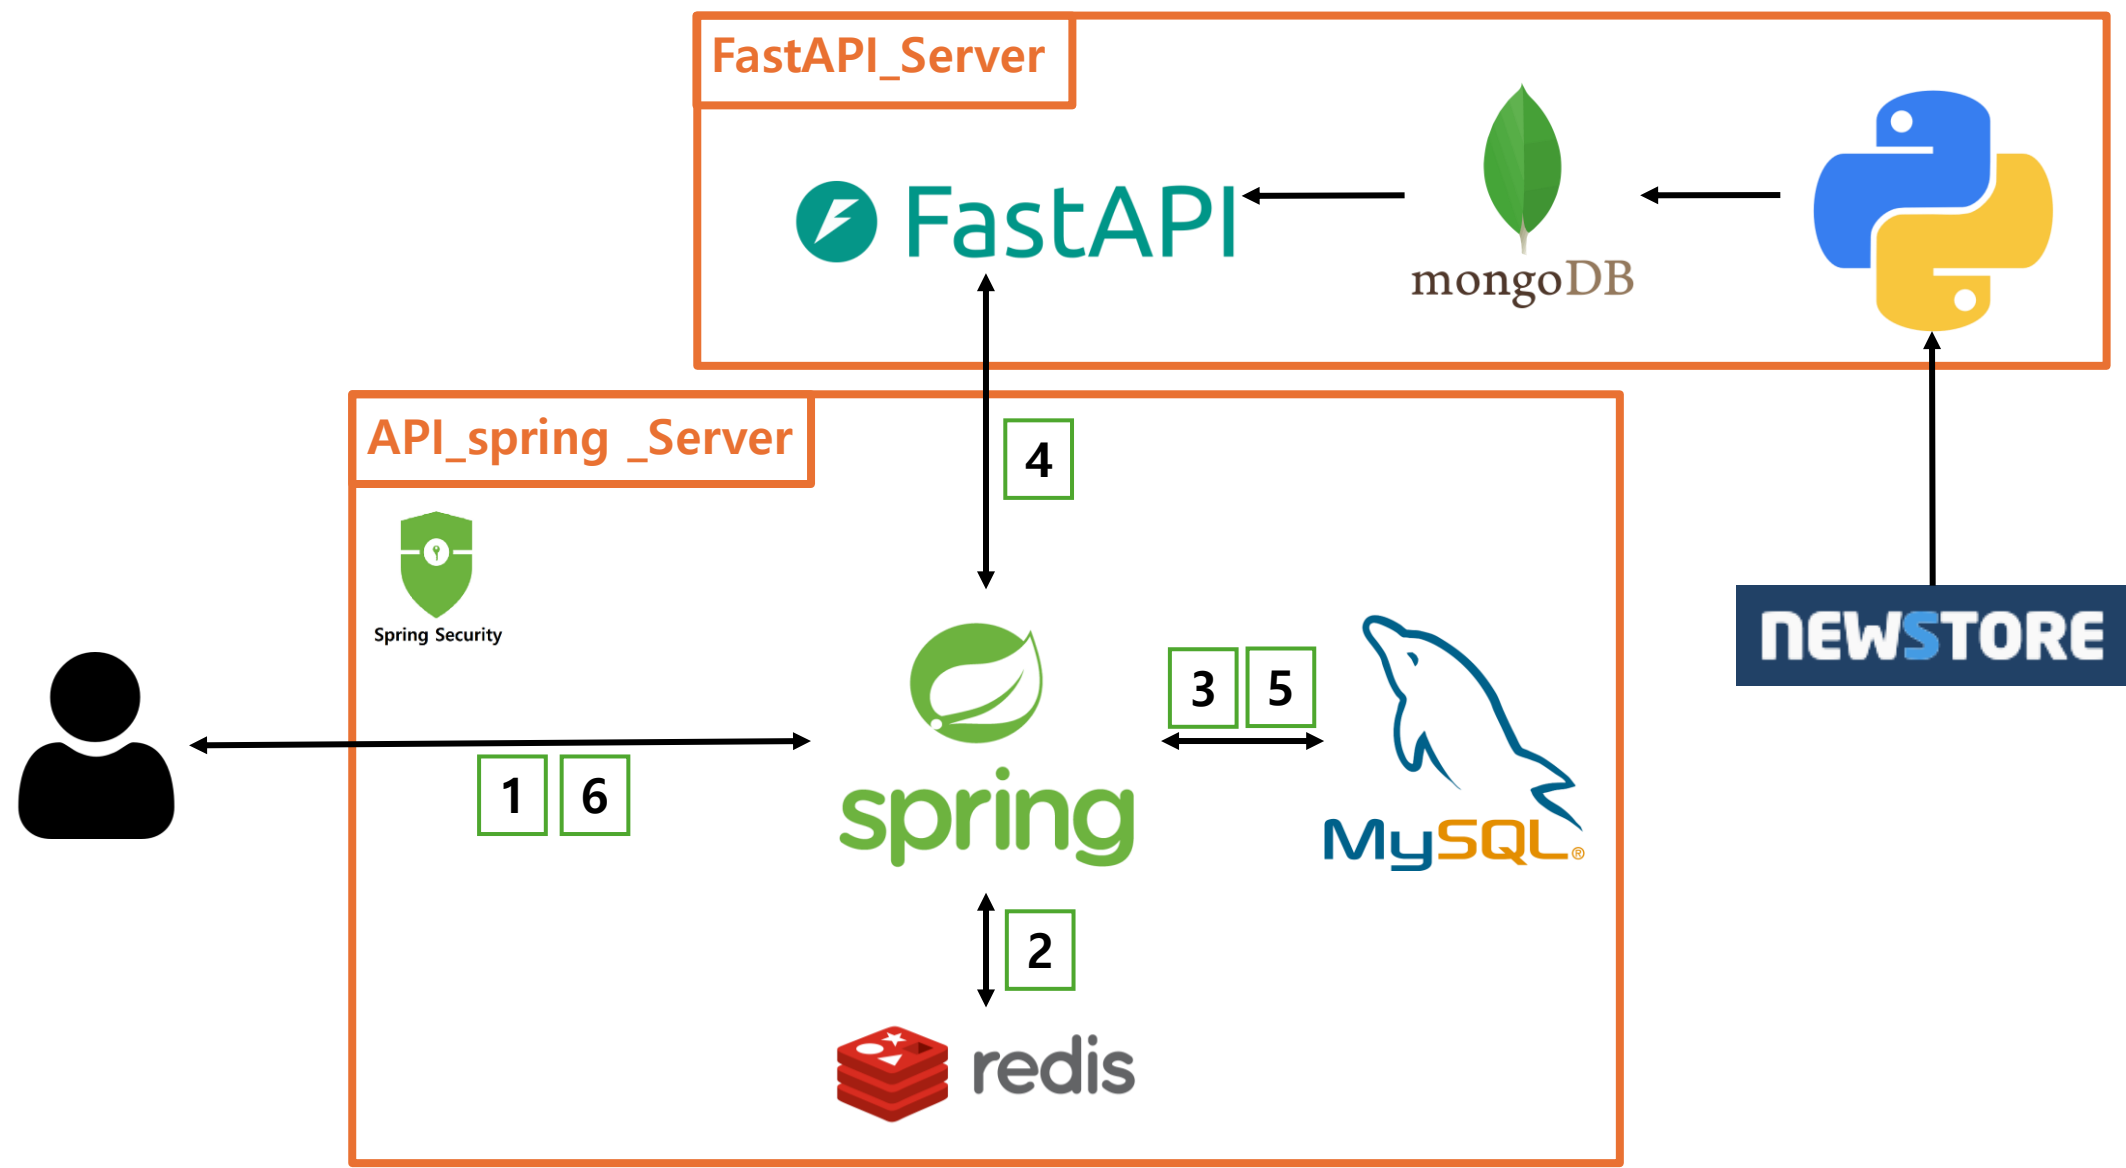 FastAPI_Server
FastAPI
mongoDB
API_spring _Server
4
Spring Security
NEWSTORE
3 5
1 6
spring
MySQL®
2
redis